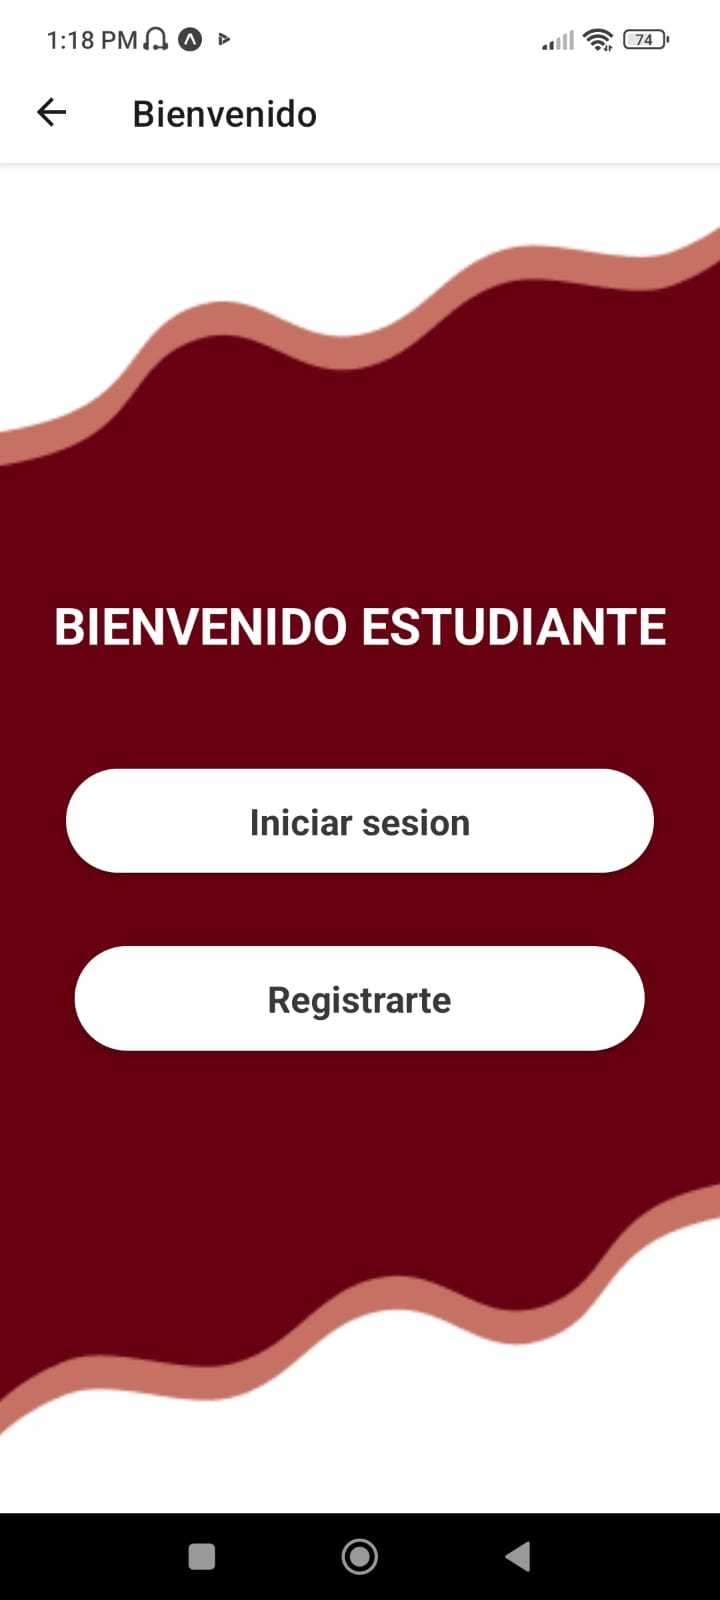 1:18 PM
74
Bienvenido
BIENVENIDO ESTUDIANTE
Iniciar sesion
Registrarte